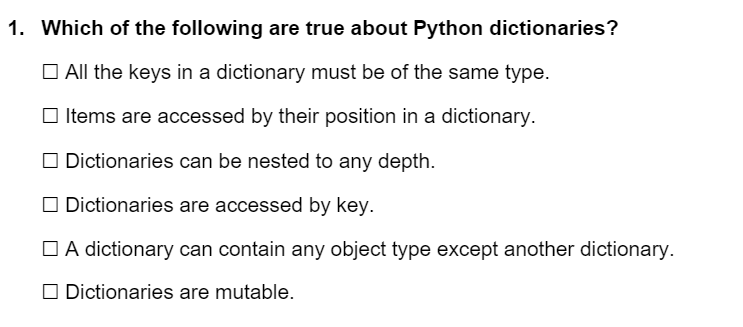 1. Which of the following are true about Python dictionaries?
☐ All the keys in a dictionary must be of the same type.
☐ Items are accessed by their position in a dictionary.
☐ Dictionaries can be nested to any depth.
☐ Dictionaries are accessed by key.
☐ A dictionary can contain any object type except another dictionary.
☐ Dictionaries are mutable.